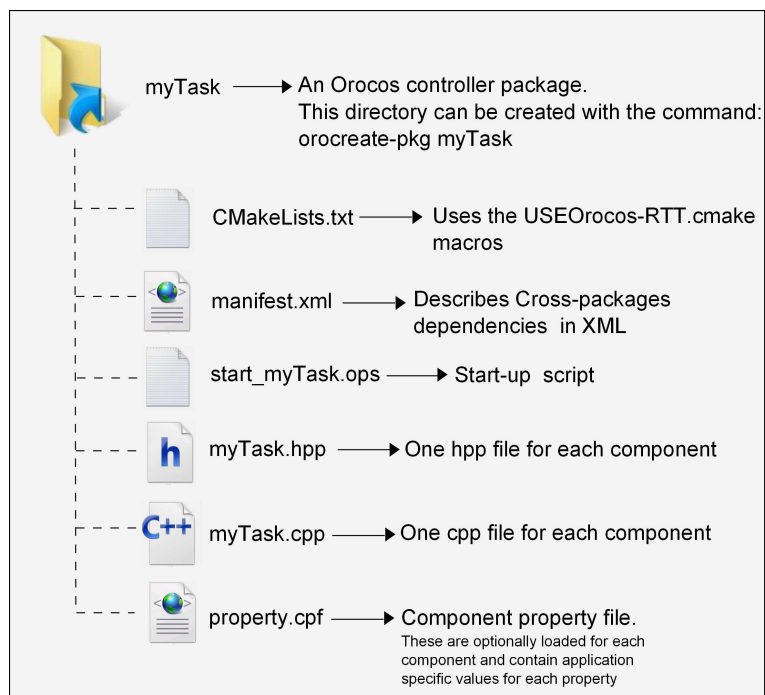 myTask An Orocos controller package.
This directory can be created with the command:
orocreate-pkg myTask
CMakeLists.txt Uses the USEOrocos-RTT.cmake
macros
manifest.xml Describes Cross-packages
dependencies in XML
start_myTask.ops Start-up script
h myTask.hpp One hpp file for each component
C++ myTask.cpp One cpp file for each component
property.cpf Component property file.
These are optionally loaded for each
component and contain application
specific values for each property